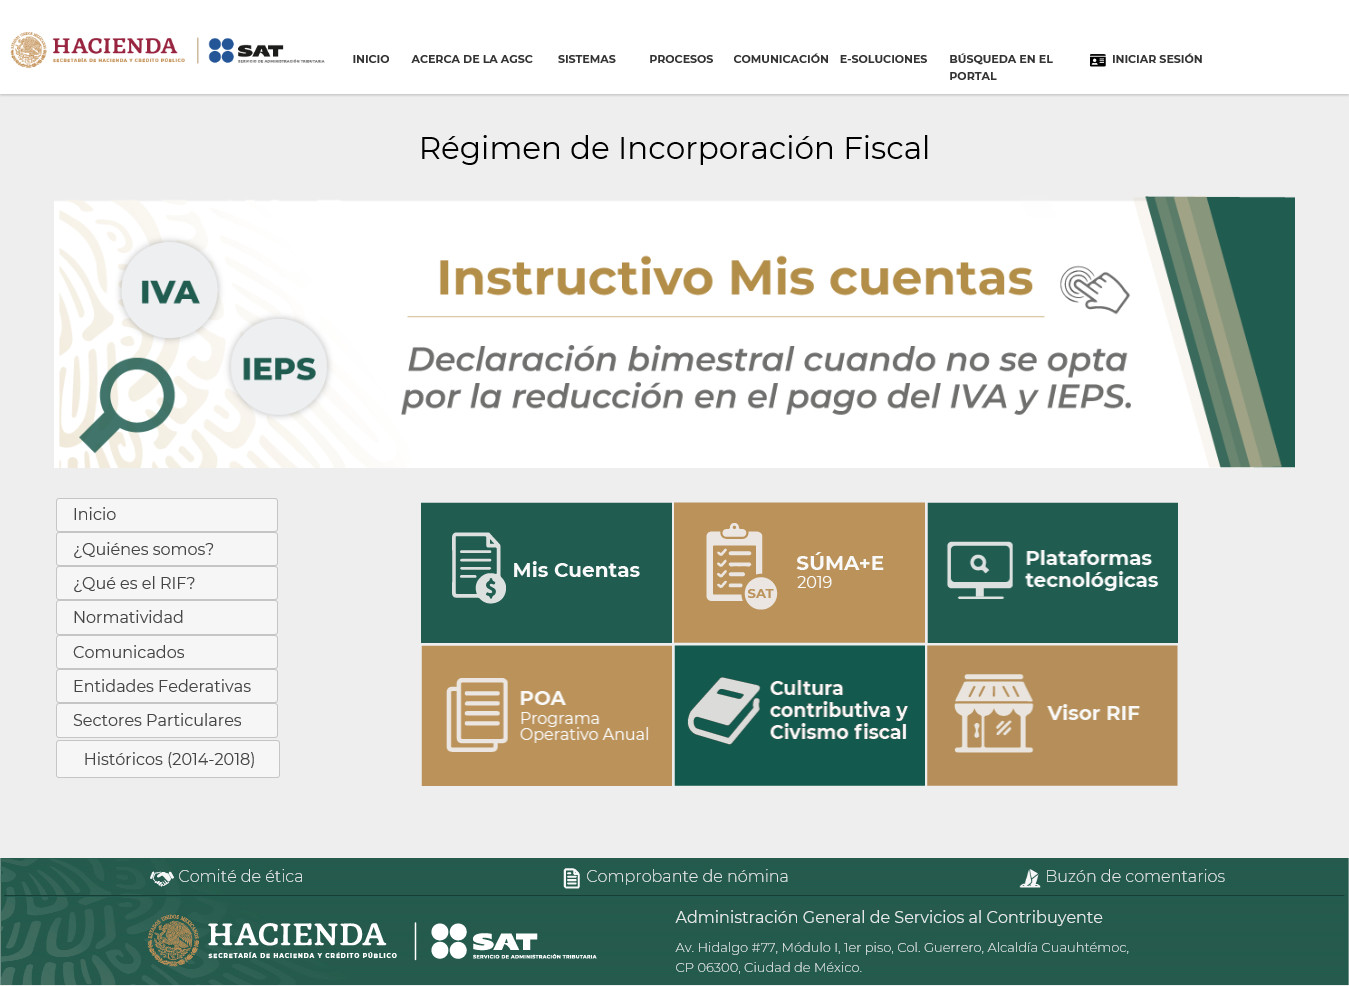 HACIENDA
SECRETARÍA DE HACIENDA Y CRÉDITO PÚBLICO
SAT
SERVICIO DE ADMINISTRACIÓN TRIBUTARIA
INICIO
ACERCA DE LA AGSC
SISTEMAS
PROCESOS
COMUNICACIÓN
E-SOLUCIONES
BÚSQUEDA EN EL
PORTAL
INICIAR SESIÓN
Régimen de Incorporación Fiscal
IVA
IEPS
Instructivo Mis cuentas
Declaración bimestral cuando no se opta
por la reducción en el pago del IVA y IEPS.
Inicio
¿Quiénes somos?
¿Qué es el RIF?
Normatividad
Comunicados
Entidades Federativas
Sectores Particulares
Históricos (2014-2018)
$
Mis Cuentas
SAT
SÚMA+E
2019
Plataformas
tecnológicas
POA
Programa
Operativo Anual
Cultura
contributiva y
Civismo fiscal
Visor RIF
Comité de ética
Comprobante de nómina
Buzón de comentarios
HACIENDA
SECRETARÍA DE HACIENDA Y CRÉDITO PÚBLICO
SAT
SERVICIO DE ADMINISTRACIÓN TRIBUTARIA
Administración General de Servicios al Contribuyente
Av. Hidalgo #77, Módulo I, 1er piso, Col. Guerrero, Alcaldía Cuauhtémoc,
CP 06300, Ciudad de México.